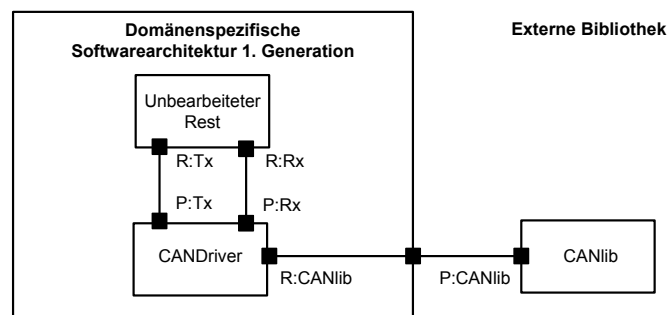 Domänenspezifische
Softwarearchitektur 1. Generation
Externe Bibliothek
Unbearbeiteter
Rest
R:Tx
R:Rx
P:Tx
P:Rx
CANDriver
R:CANlib
P:CANlib
CANlib